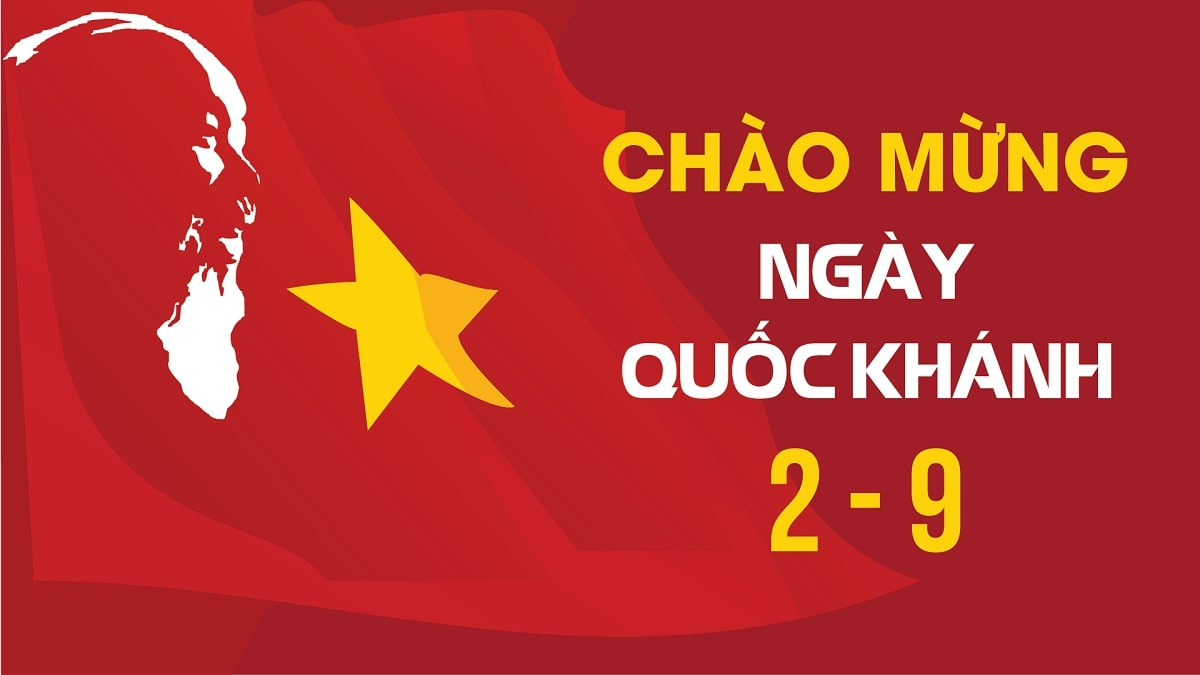 CHÀO MỪNG
NGÀY
QUỐC KHÁNH
2 - 9